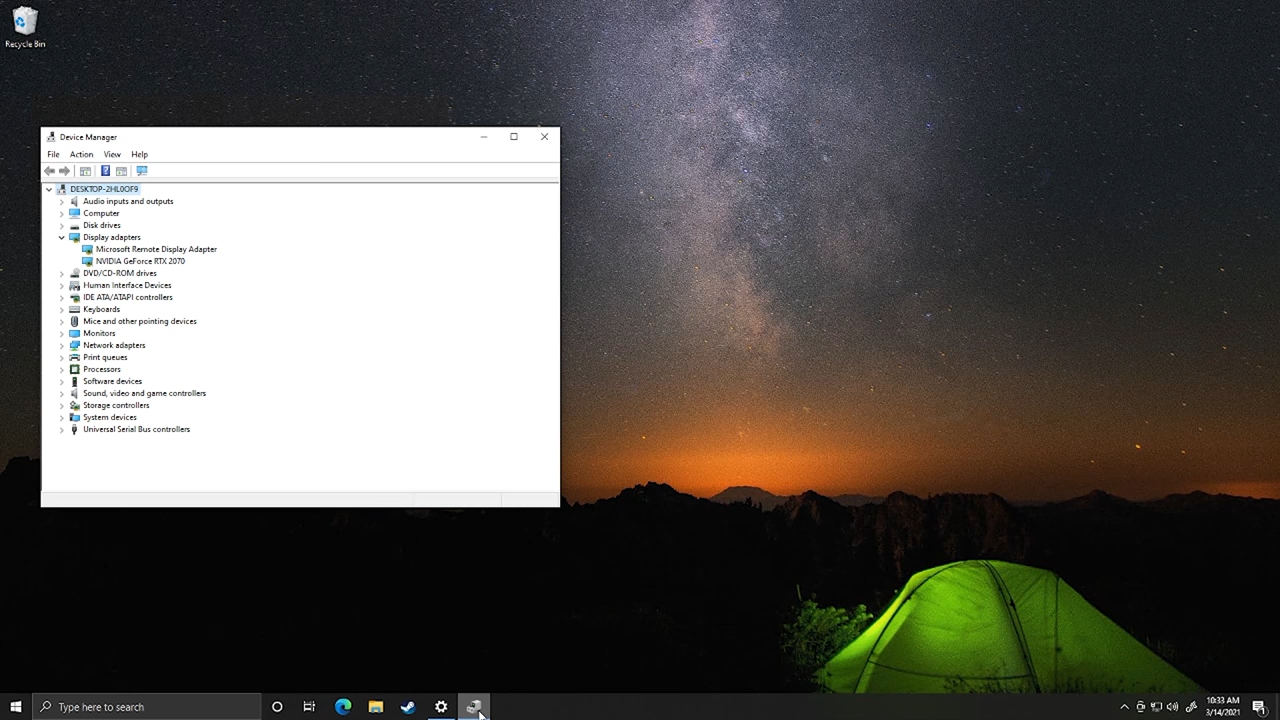 Recycle Bin
Device Manager
File Action View Help
DESKTOP-2HL0OF9
Audio inputs and outputs
Computer
Disk drives
Display adapters
Microsoft Remote Display Adapter
NVIDIA GeForce RTX 2070
DVD/CD-ROM drives
Human Interface Devices
IDE ATA/ATAPI controllers
Keyboards
Mice and other pointing devices
Monitors
Network adapters
Print queues
Processors
Software devices
Sound, video and game controllers
Storage controllers
System devices
Universal Serial Bus controllers
Type here to search
10:33 AM
3/14/2021
1